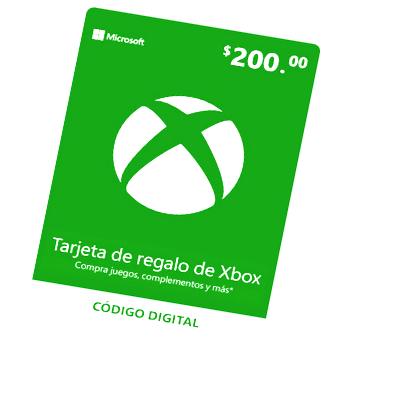 Microsoft
$200.00
Tarjeta de regalo de Xbox
Compra juegos, complementos y más*
CÓDIGO DIGITAL